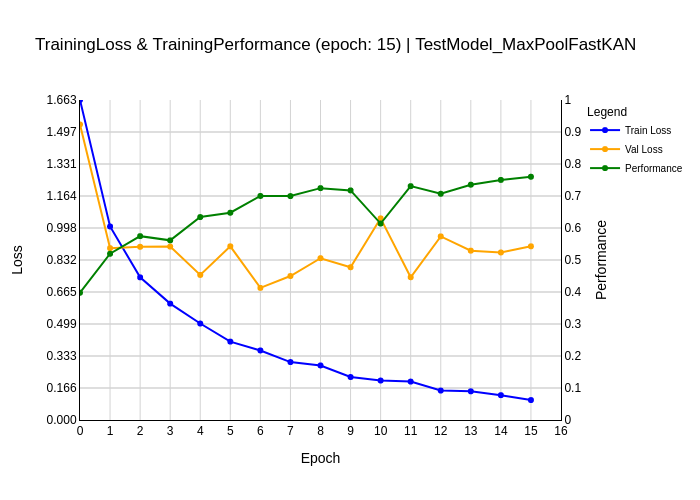 TrainingLoss & TrainingPerformance (epoch: 15) | TestModel_MaxPoolFastKAN
Legend
Train Loss
Val Loss
Performance
Loss
1.663
1.497
1.331
1.164
0.998
0.832
0.665
0.499
0.333
0.166
0.000
1
0.9
0.8
0.7
0.6
0.5
0.4
0.3
0.2
0.1
0
Performance
0 1 2 3 4 5 6 7 8 9 10 11 12 13 14 15 16
Epoch